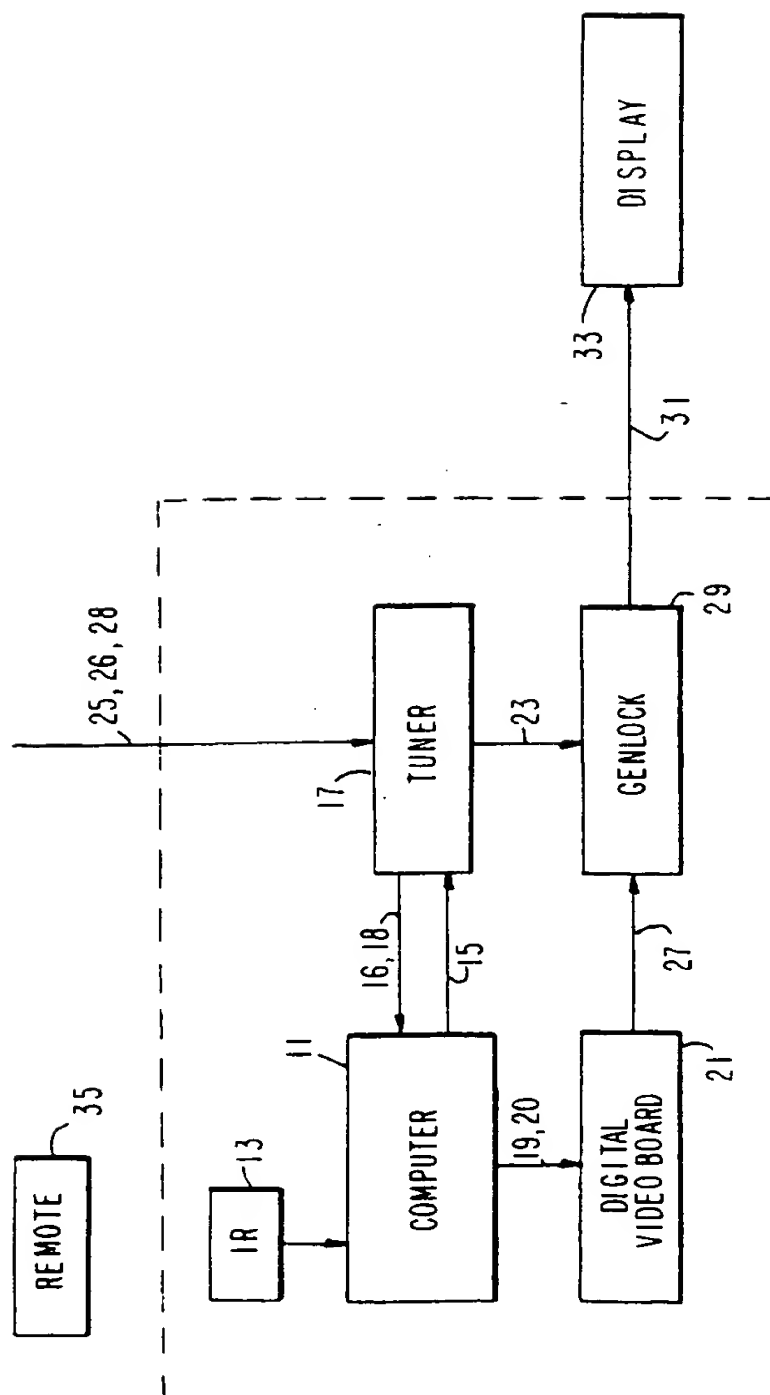 REMOTE
35
25, 26, 28
IR
13
COMPUTER
11
16, 18
15
TUNER
17
23
19, 20
DIGITAL
VIDEO BOARD
21
27
GENLOCK
29
31
DISPLAY
33